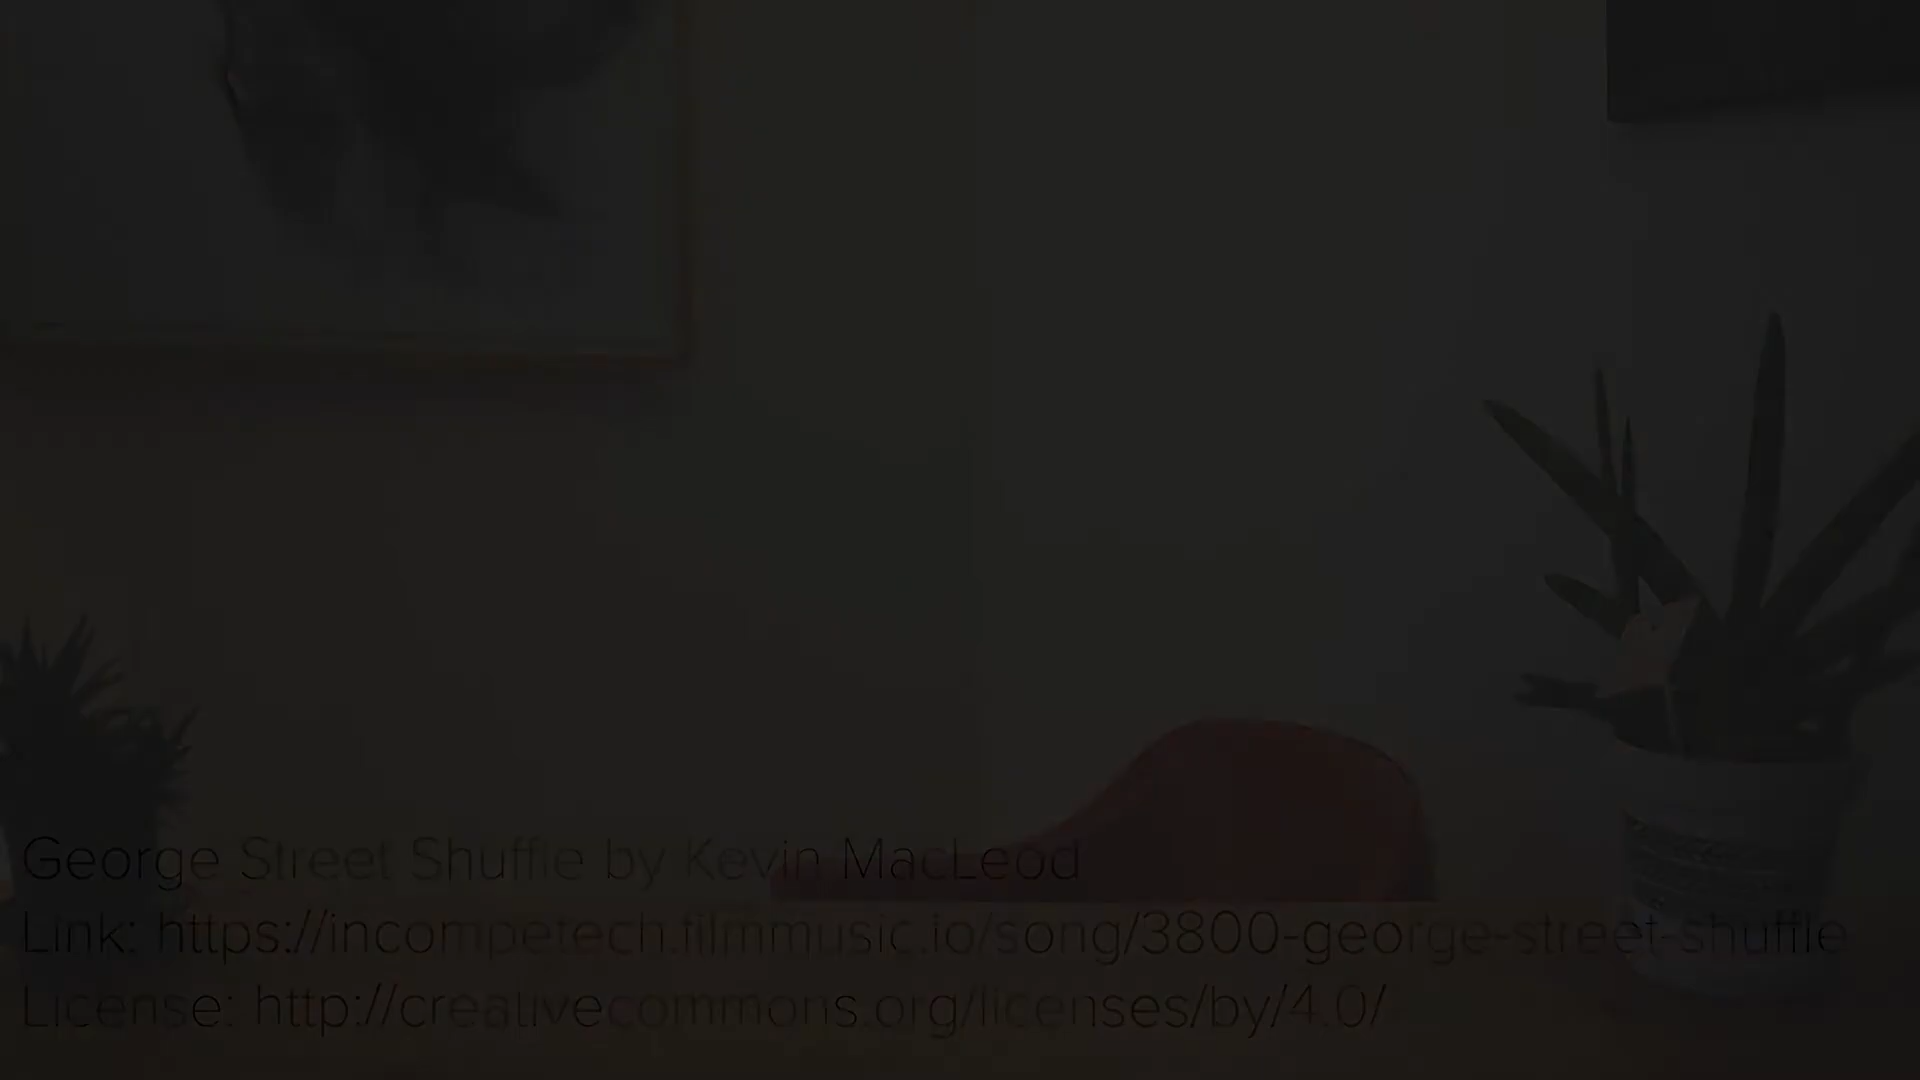 George Street Shuffle by Kevin MacLeod
Link: https://incompetech.filmmusic.io/song/3800-george-street-shuffle
License: http://creativecommons.org/licenses/by/4.0/